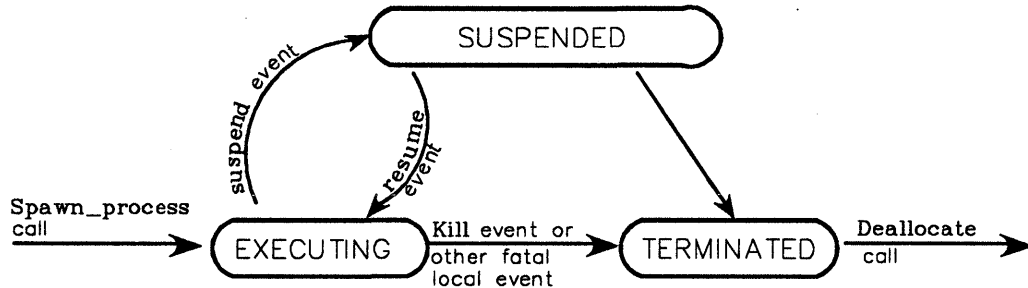 SUSPENDED
suspend event
resume
event
Spawn_process
call
EXECUTING
Kill event or
other fatal
local event
TERMINATED
Deallocate
call